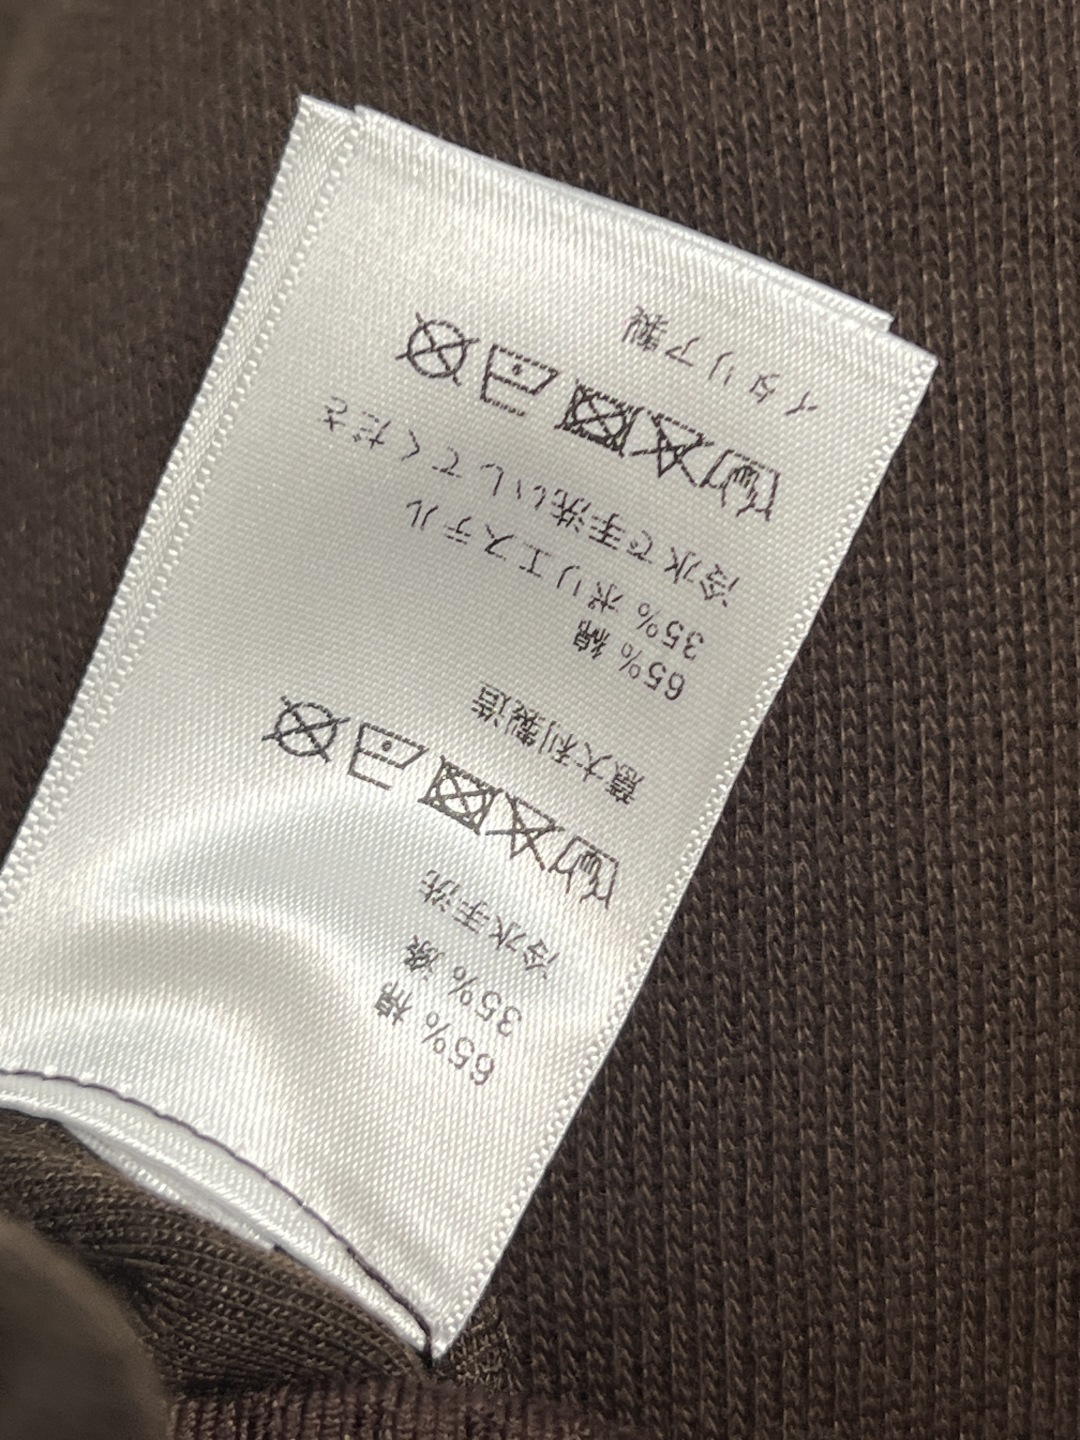 65% 棉
35% 涤
冷水手洗
意大利製造
65% 綿
35% ポリエステル
冷水で手洗いしてくださ
イタリア製